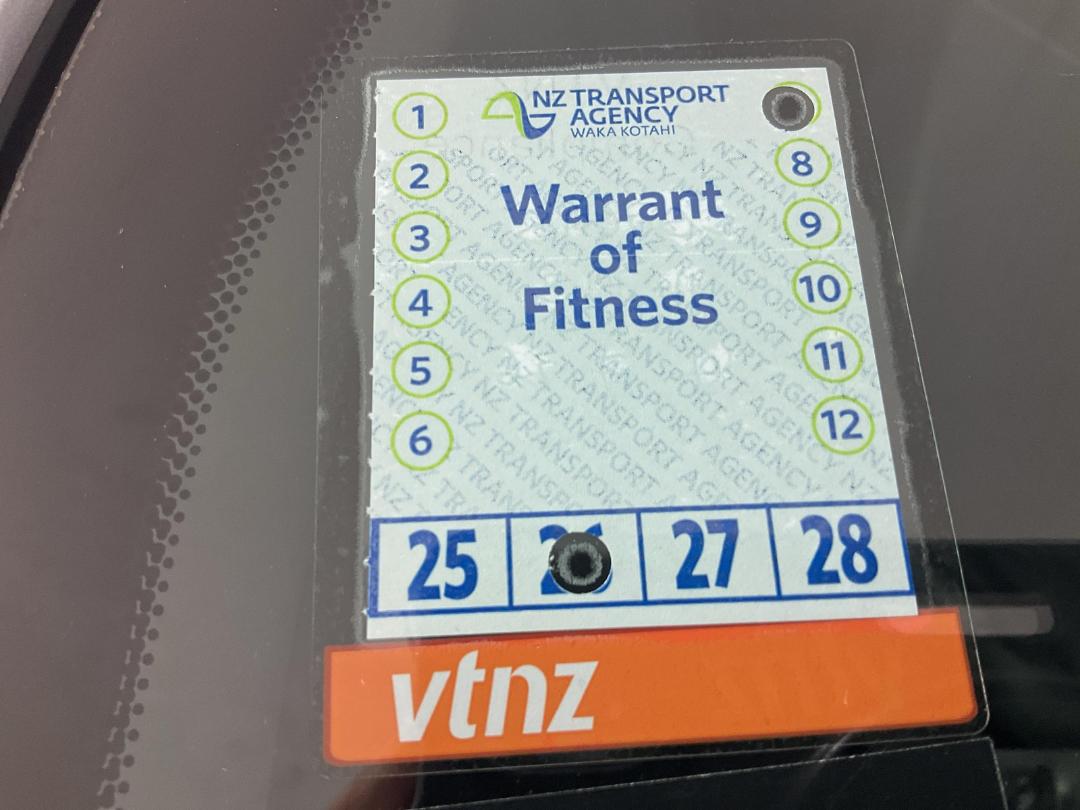 NZ TRANSPORT
AGENCY
WAKA KOTAHI
Warrant
of
Fitness
1
2
3
4
5
6
8
9
10
11
12
25 27 28
vtnz